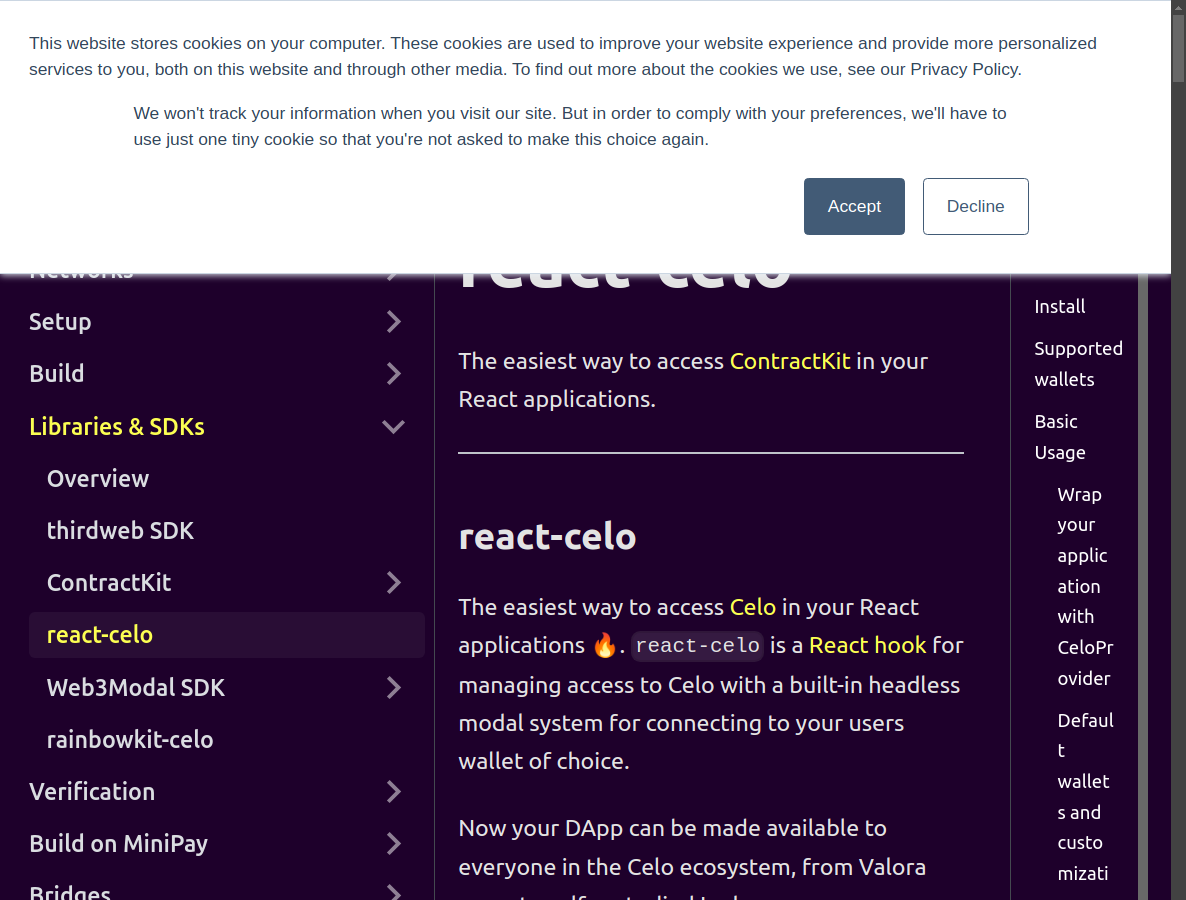 This website stores cookies on your computer. These cookies are used to improve your website experience and provide more personalized
services to you, both on this website and through other media. To find out more about the cookies we use, see our Privacy Policy.
We won't track your information when you visit our site. But in order to comply with your preferences, we'll have to
use just one tiny cookie so that you're not asked to make this choice again.
Accept
Decline
Networks
Setup
Build
Libraries & SDKs
Overview
thirdweb SDK
ContractKit
react-celo
Web3Modal SDK
rainbowkit-celo
Verification
Build on MiniPay
Bridges
react-celo
The easiest way to access ContractKit in your
React applications.
react-celo
The easiest way to access Celo in your React
applications 🔥. react-celo is a React hook for
managing access to Celo with a built-in headless
modal system for connecting to your users
wallet of choice.
Now your DApp can be made available to
everyone in the Celo ecosystem, from Valora
Install
Supported
wallets
Basic
Usage
Wrap
your
applic
ation
with
CeloPr
ovider
Defaul
t
wallet
s and
custo
mizati